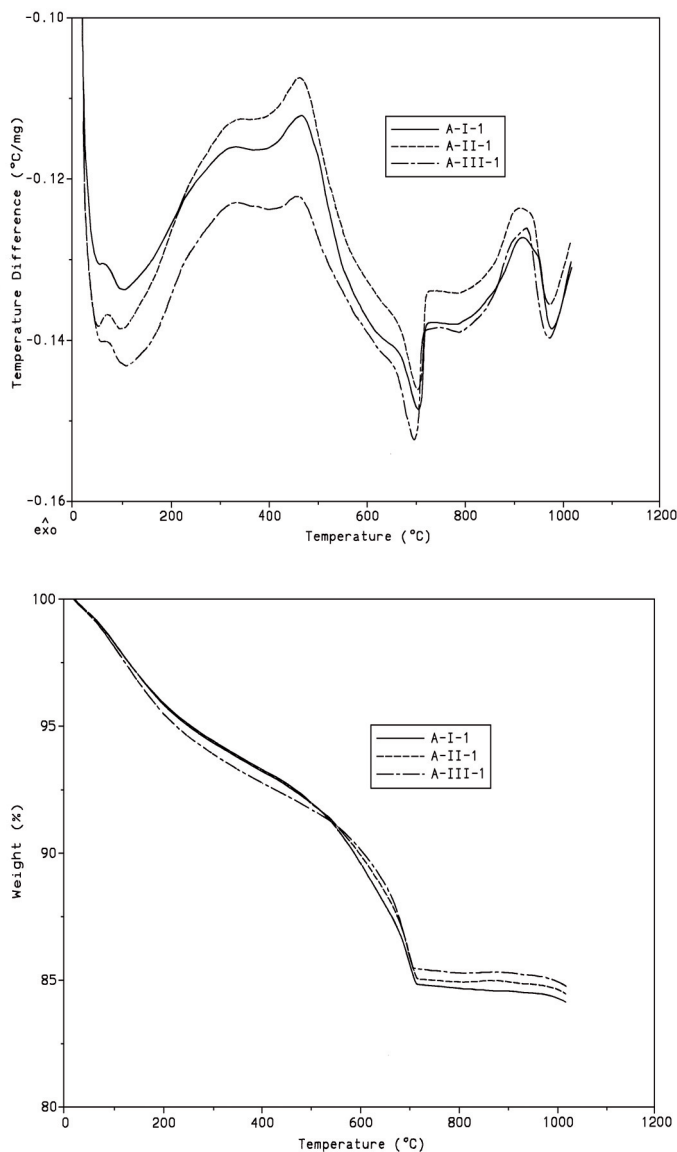 -0.10
-0.12
-0.14
-0.16
Temperature Difference (°C/mg)
A-I-1
A-II-1
A-III-1
0 200 400 600 800 1000 1200
^
exo
Temperature (°C)
100
95
90
85
80
Weight (%)
A-I-1
A-II-1
A-III-1
0 200 400 600 800 1000 1200
Temperature (°C)